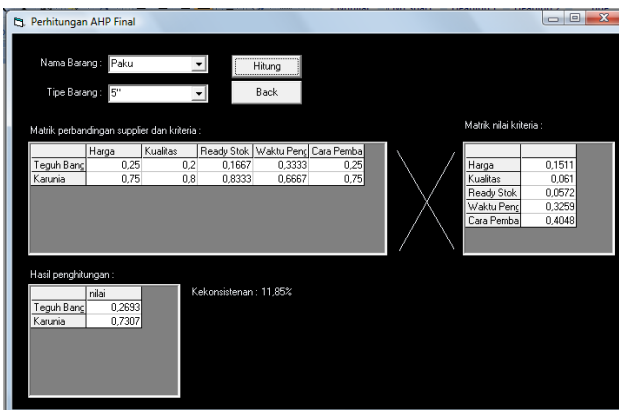 Perhitungan AHP Final
Nama Barang : Paku
Hitung
Tipe Barang : 5"
Back
Matrik perbandingan supplier dan kriteria :
Harga Kualitas Ready Stok Waktu Peng Cara Pemba
Teguh Bang 0,25 0,2 0,1667 0,3333 0,25
Karunia 0,75 0,8 0,8333 0,6667 0,75
Matrik nilai kriteria :
Harga 0,1511
Kualitas 0,061
Ready Stok 0,0572
Waktu Peng 0,3259
Cara Pemba 0,4048
Hasil penghitungan :
nilai
Teguh Bang 0,2693
Karunia 0,7307
Kekonsistenan : 11,85%